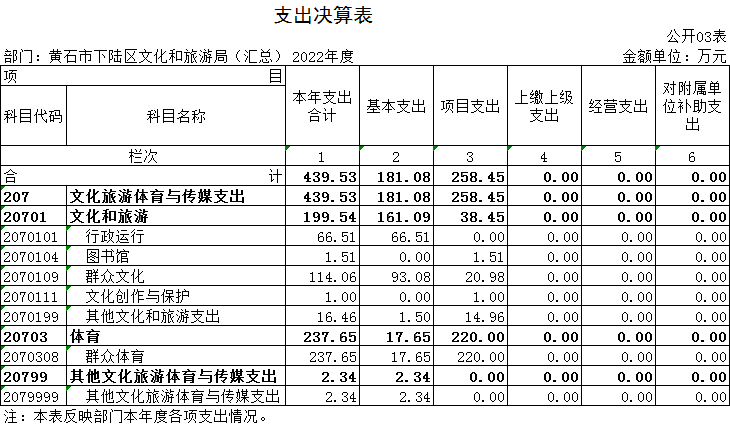 支出决算表
公开03表
部门：黄石市下陆区文化和旅游局（汇总） 2022年度 金额单位：万元
项 目 本年支出合计 基本支出 项目支出 上缴上级支出 经营支出 对附属单位补助支出
科目代码 科目名称
栏次 1 2 3 4 5 6
合 计 439.53 181.08 258.45 0.00 0.00 0.00
207 文化旅游体育与传媒支出 439.53 181.08 258.45 0.00 0.00 0.00
20701 文化和旅游 199.54 161.09 38.45 0.00 0.00 0.00
2070101 行政运行 66.51 66.51 0.00 0.00 0.00 0.00
2070104 图书馆 1.51 0.00 1.51 0.00 0.00 0.00
2070109 群众文化 114.06 93.08 20.98 0.00 0.00 0.00
2070111 文化创作与保护 1.00 0.00 1.00 0.00 0.00 0.00
2070199 其他文化和旅游支出 16.46 1.50 14.96 0.00 0.00 0.00
20703 体育 237.65 17.65 220.00 0.00 0.00 0.00
2070308 群众体育 237.65 17.65 220.00 0.00 0.00 0.00
20799 其他文化旅游体育与传媒支出 2.34 2.34 0.00 0.00 0.00 0.00
2079999 其他文化旅游体育与传媒支出 2.34 2.34 0.00 0.00 0.00 0.00
注：本表反映部门本年度各项支出情况。